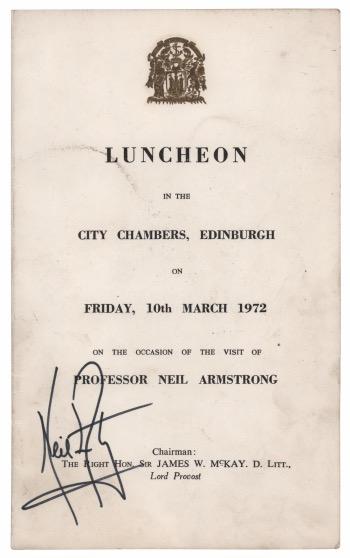 LUNCHEON
IN THE
CITY CHAMBERS, EDINBURGH
ON
FRIDAY, 10th MARCH 1972
ON THE OCCASION OF THE VISIT OF
PROFESSOR NEIL ARMSTRONG
Neil
Chairman:
THE RIGHT HON. SIR JAMES W. McKAY. D. LITT.,
Lord Provost